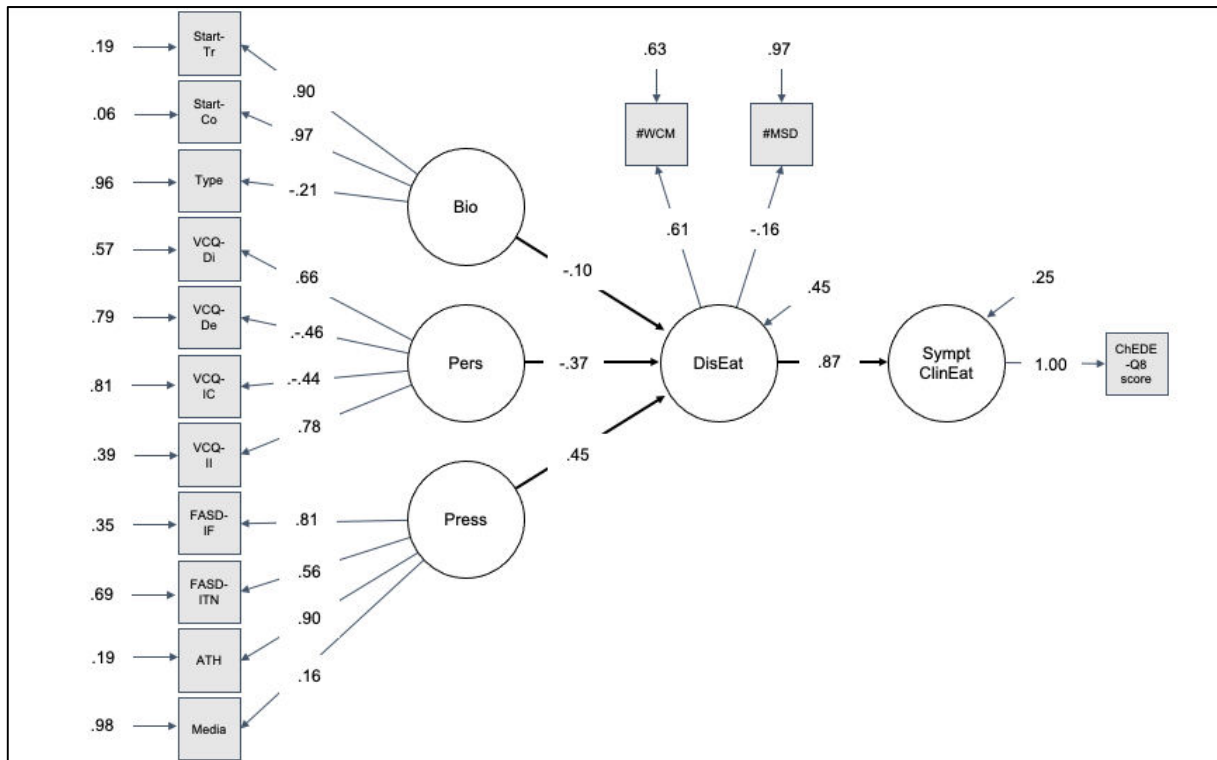 .19
Start-
Tr
.90
.06
Start-
Co
.97
.96
Type
-.21
.57
VCQ-
Di
.66
.79
VCQ-
De
.-.46
.81
VCQ-
IC
.-.44
.39
VCQ-
II
.78
.35
FASD-
IF
.81
.69
FASD-
ITN
.56
.19
ATH
.90
.98
Media
.16
Bio
-.10
Pers
-.37
Press
.45
.63
.97
#WCM
#MSD
.61
-.16
.45
DisEat
.87
.25
Sympt
ClinEat
1.00
ChEDE
-Q8
score